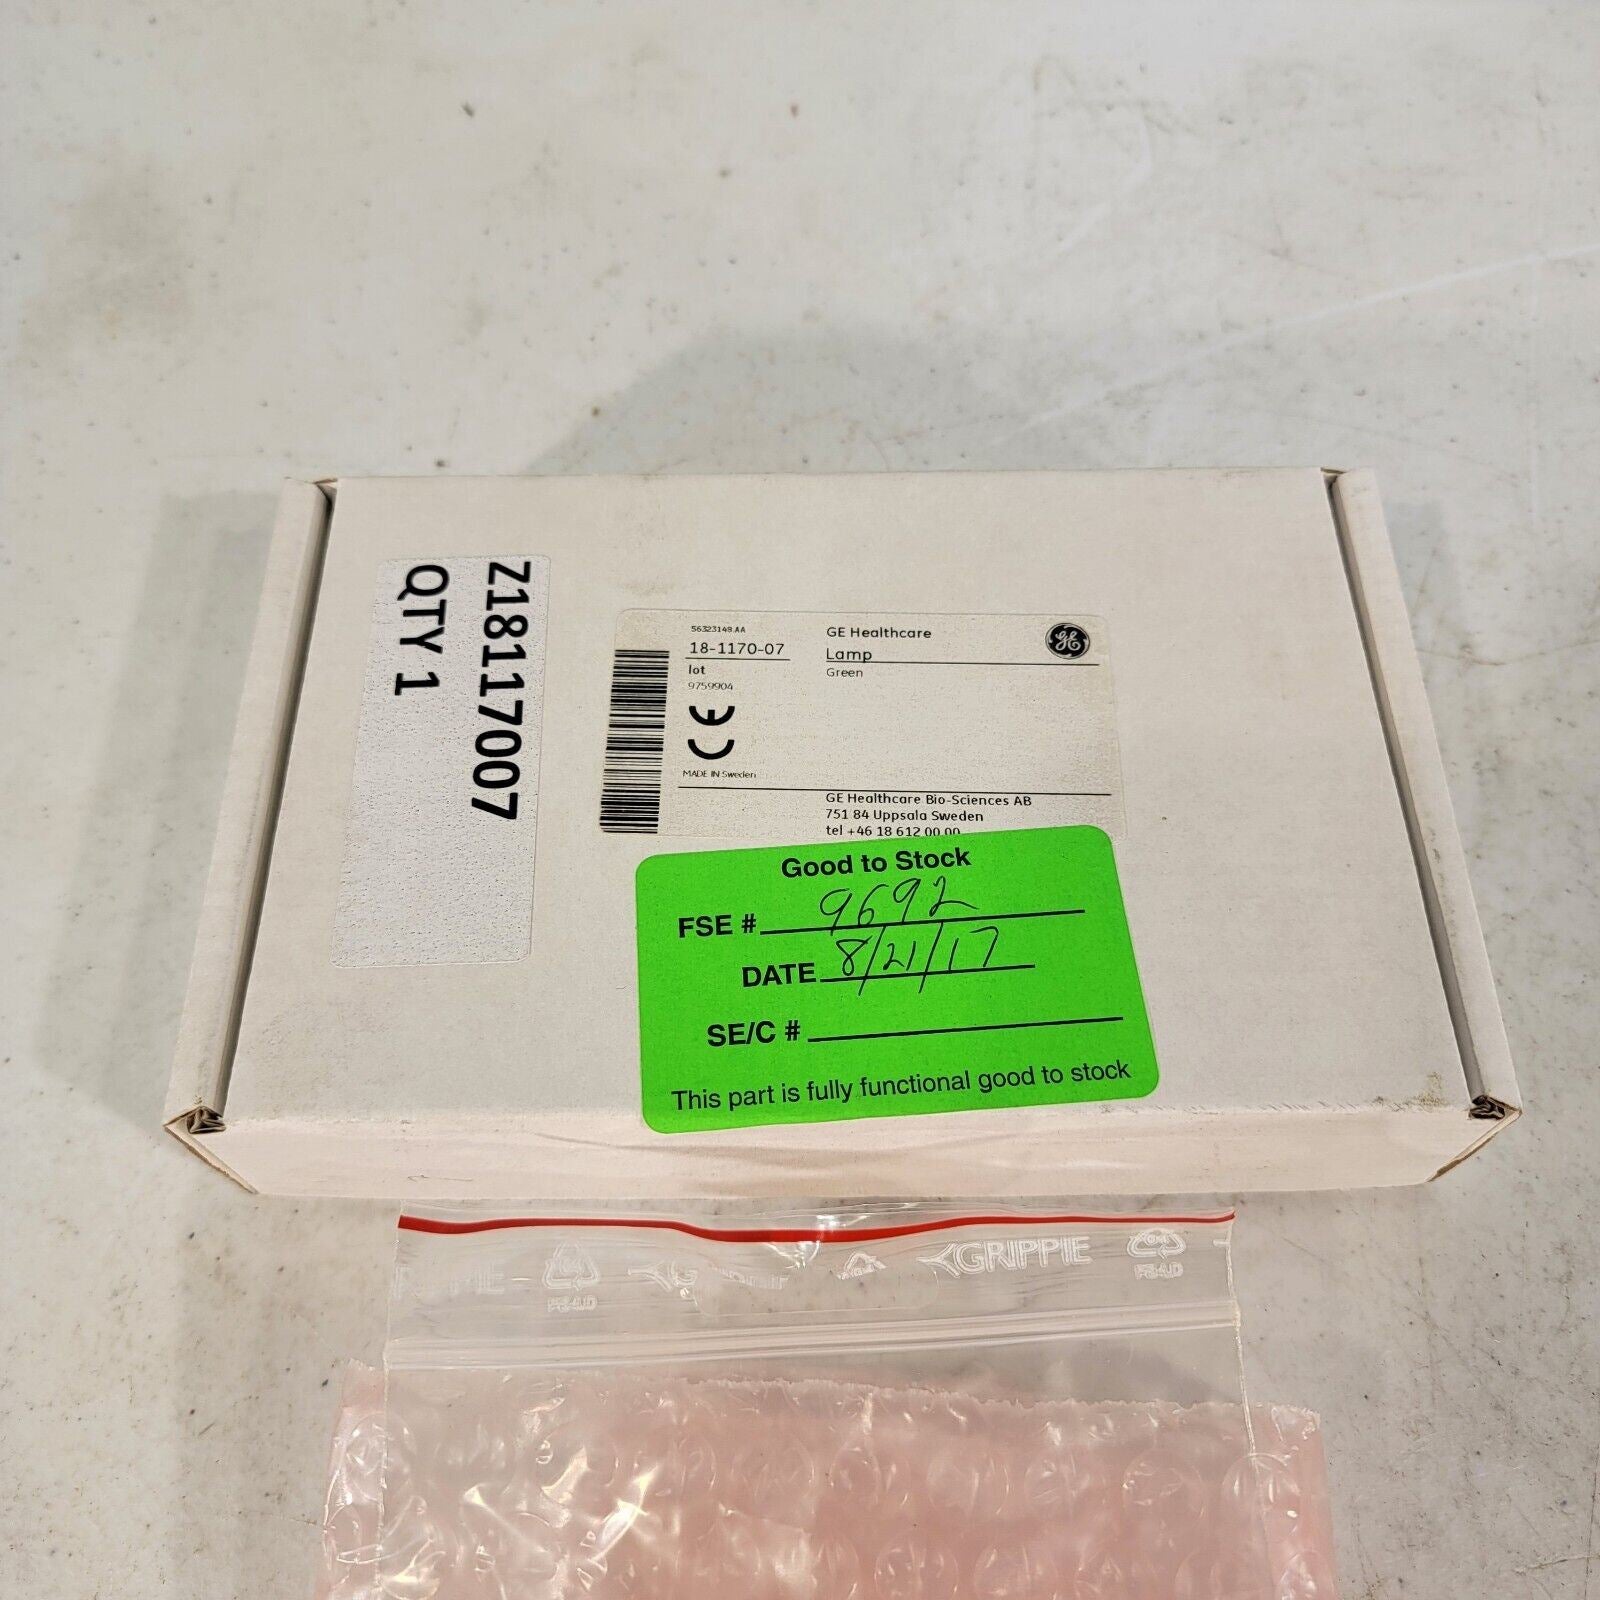 Z18117007
QTY 1
56323149.AA
18-1170-07
lot
9759904
CE
MADE IN Sweden
GE Healthcare
Lamp
Green
GE
GE Healthcare Bio-Sciences AB
751 84 Uppsala Sweden
tel +46 18 612 00 00
Good to Stock
FSE # 9692
DATE 8/21/17
SE/C #
This part is fully functional good to stock
GRIPPIE